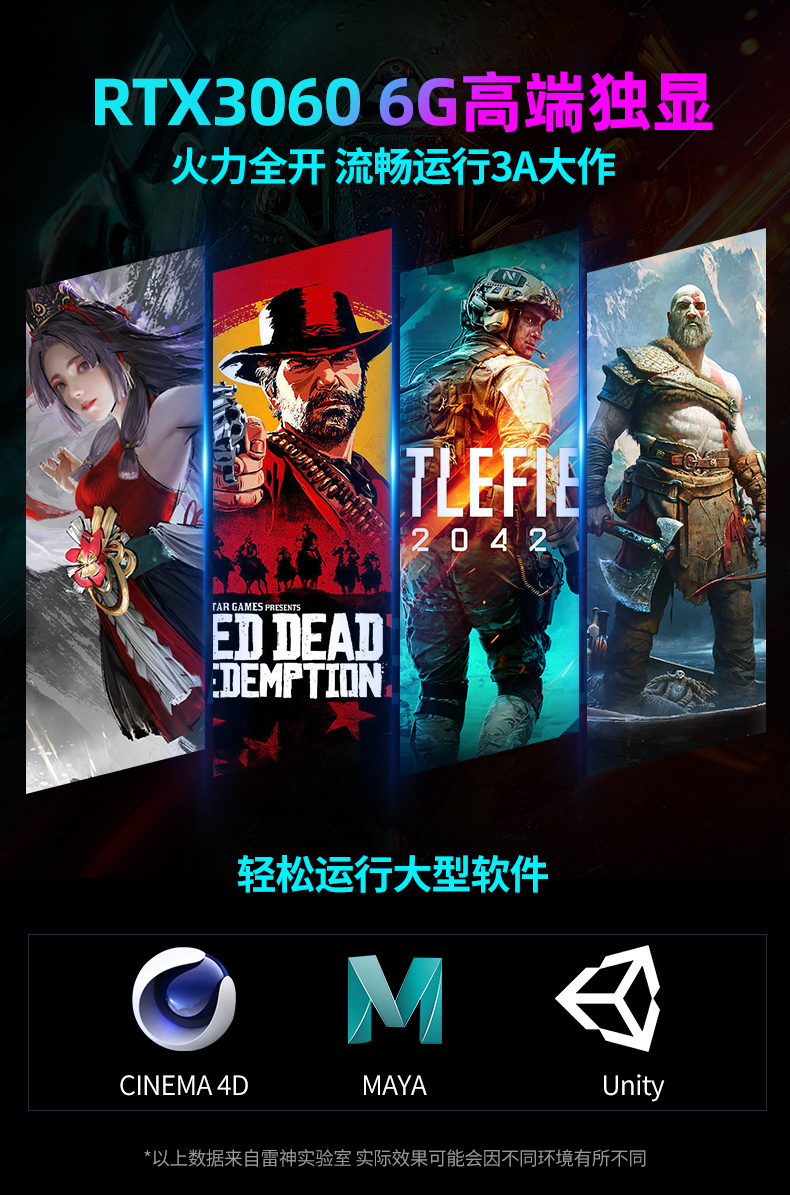 RTX3060 6G高端独显
火力全开 流畅运行3A大作
TLEFIE
2042
TAR GAMES PRESENTS
ED DEAD
EDEMPTION
轻松运行大型软件
CINEMA 4D
MAYA
Unity
*以上数据来自雷神实验室 实际效果可能会因不同环境有所不同